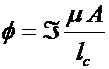 ϕ = ℑ μA / l_c